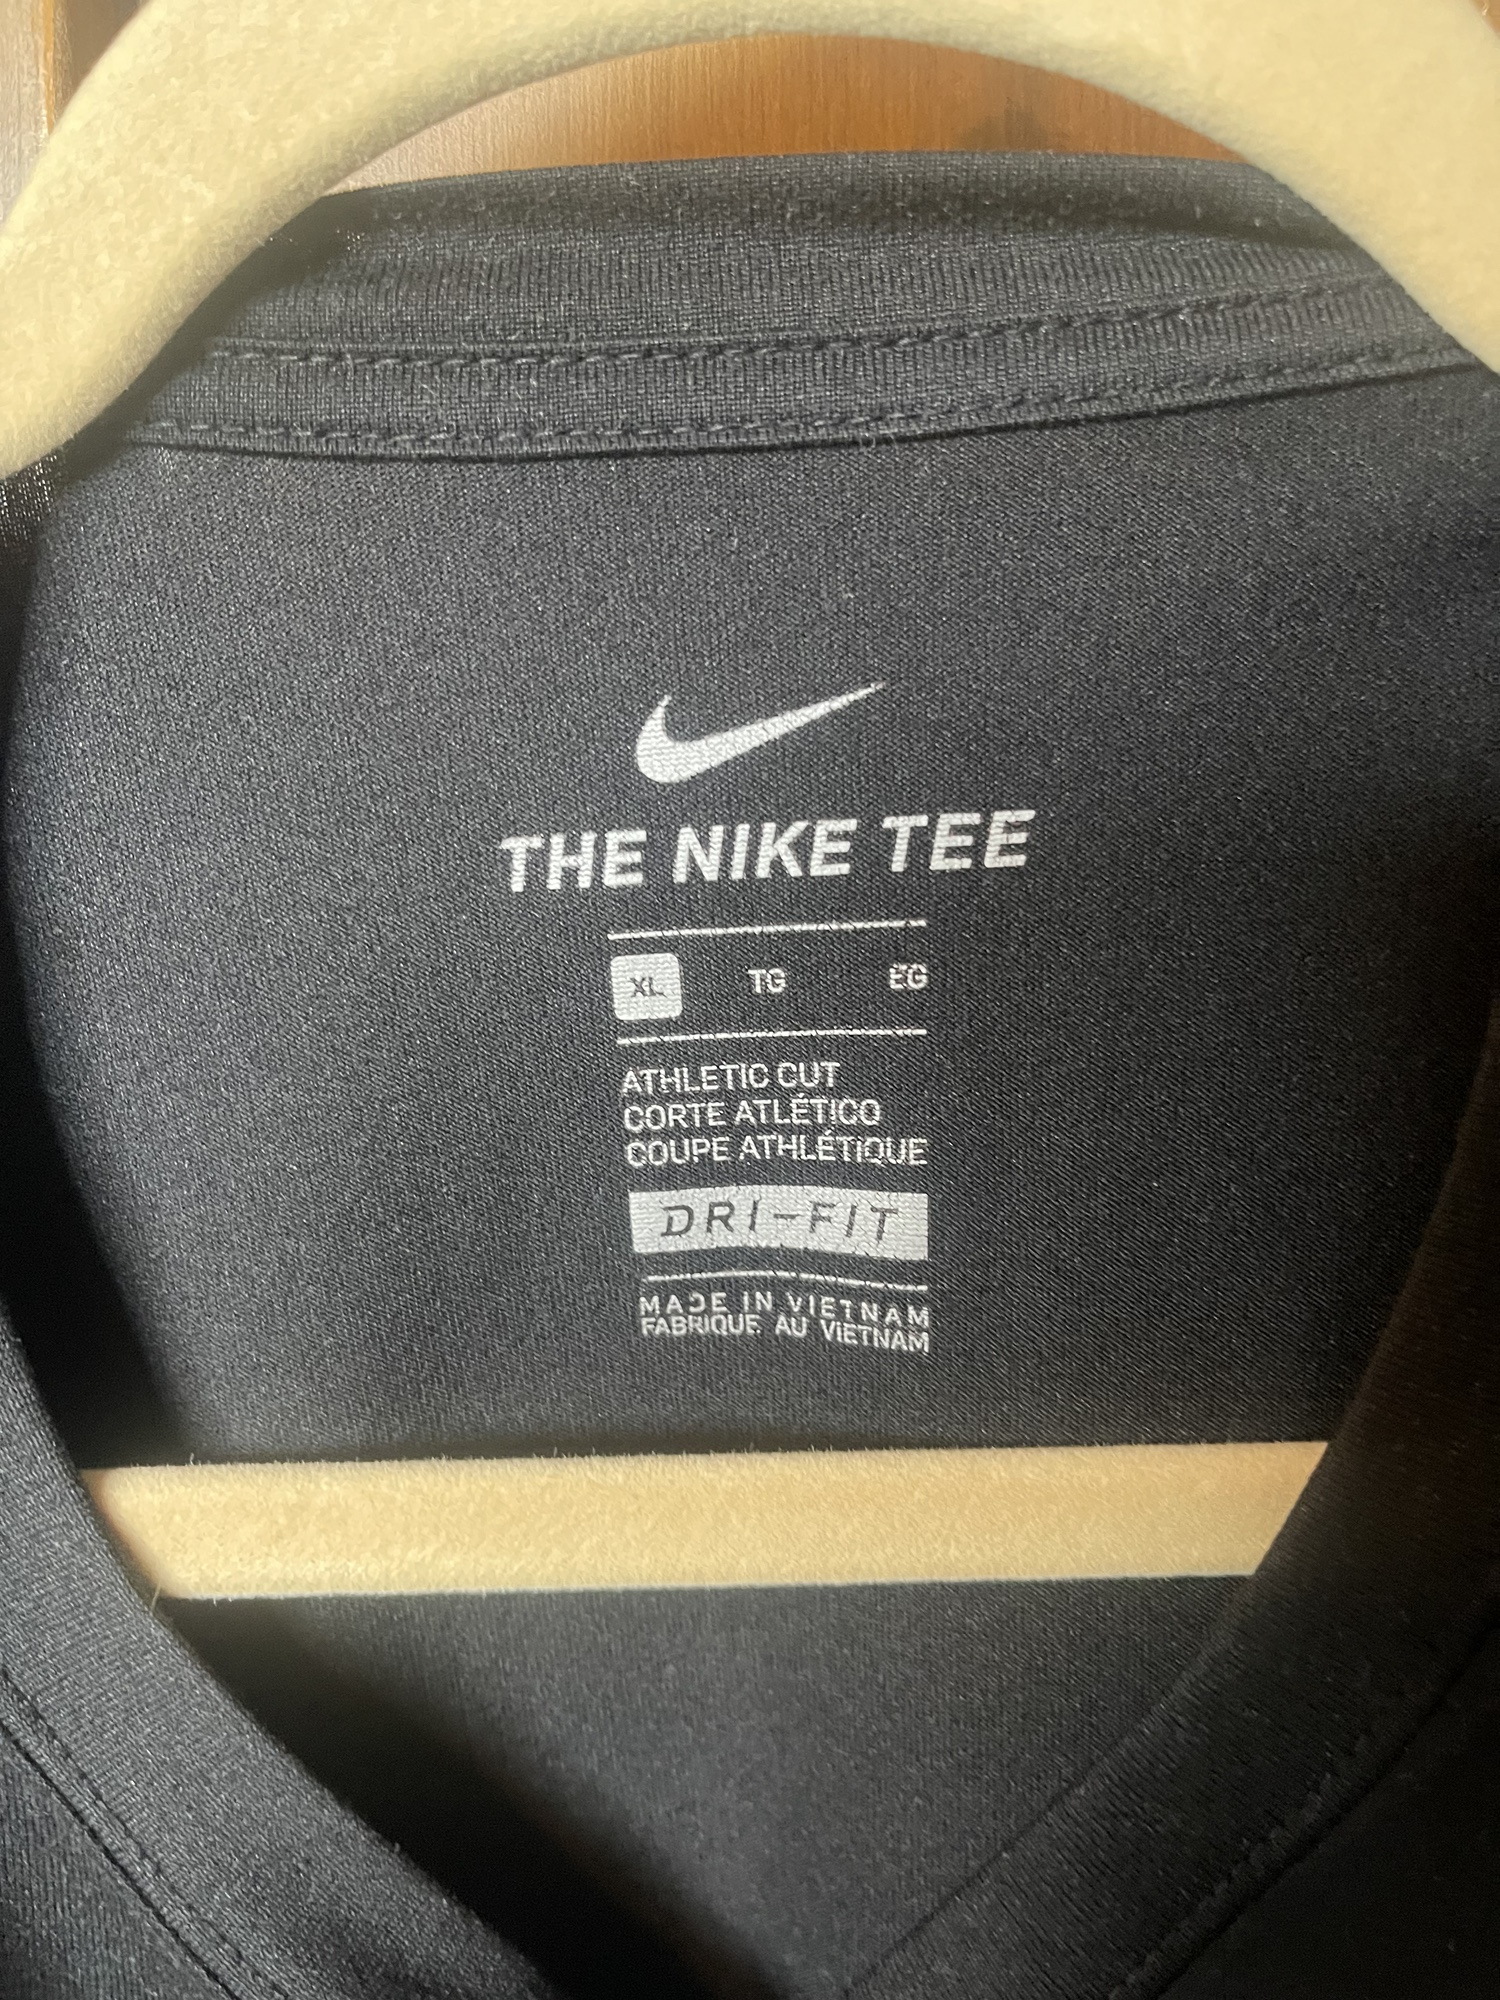 THE NIKE TEE
XL TG EG
ATHLETIC CUT
CORTE ATLÉTICO
COUPE ATHLÉTIQUE
DRI-FIT
MADE IN VIETNAM
FABRIQUE AU VIETNAM